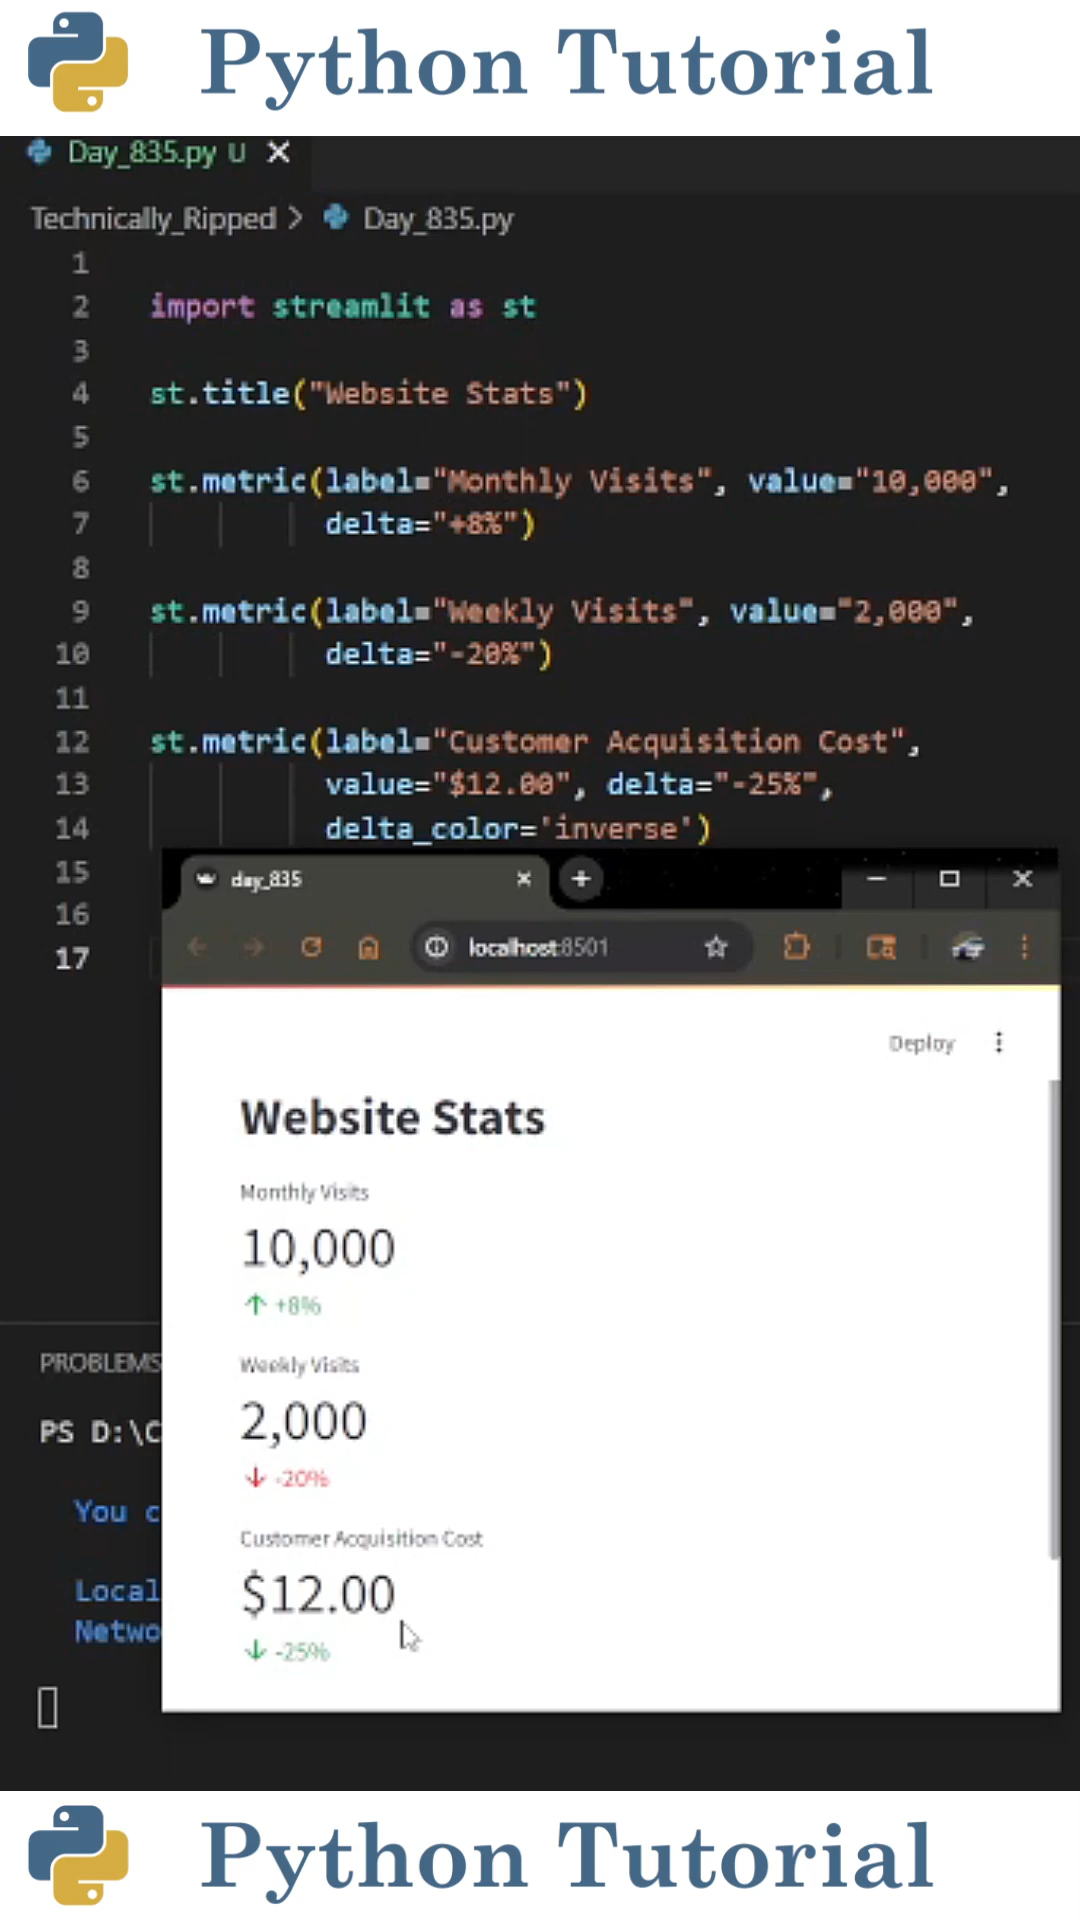 Python Tutorial
Day_835.py U
Technically_Ripped > Day_835.py
1
2 import streamlit as st
3
4 st.title("Website Stats")
5
6 st.metric(label="Monthly Visits", value="10,000",
7 delta="+8%")
8
9 st.metric(label="Weekly Visits", value="2,000",
10 delta="-20%")
11
12 st.metric(label="Customer Acquisition Cost",
13 value="$12.00", delta="-25%",
14 delta_color='inverse')
15
16
17
day_835
localhost:8501
Deploy
Website Stats
Monthly Visits
10,000
↑ +8%
Weekly Visits
2,000
↓ -20%
Customer Acquisition Cost
$12.00
↓ -25%
PROBLEMS
PS D:\C
You c
Local
Netwo
Python Tutorial